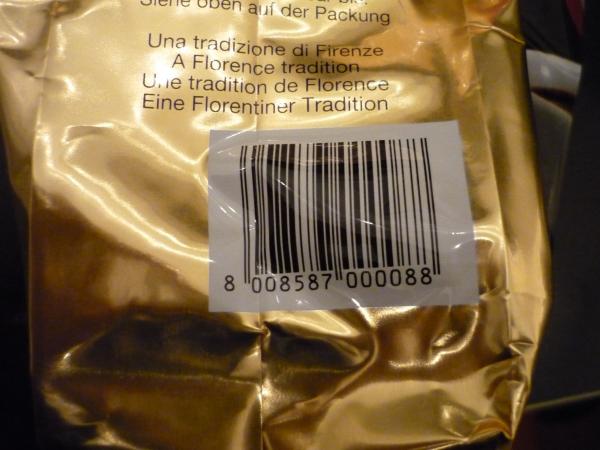 Siehe oben auf der Packung
Una tradizione di Firenze
A Florence tradition
Une tradition de Florence
Eine Florentiner Tradition
8 008587 000088